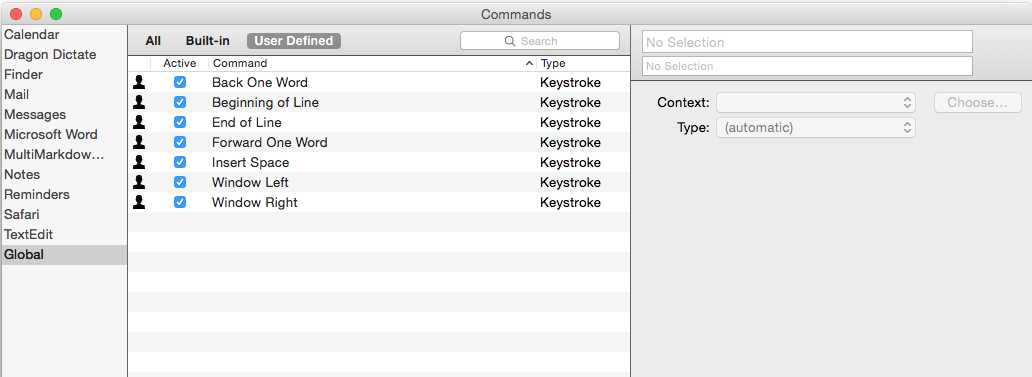 Commands
Calendar
Dragon Dictate
Finder
Mail
Messages
Microsoft Word
MultiMarkdow...
Notes
Reminders
Safari
TextEdit
Global
All Built-in User Defined Search
Active Command Type
Back One Word Keystroke
Beginning of Line Keystroke
End of Line Keystroke
Forward One Word Keystroke
Insert Space Keystroke
Window Left Keystroke
Window Right Keystroke
No Selection
No Selection
Context: Choose...
Type: (automatic)